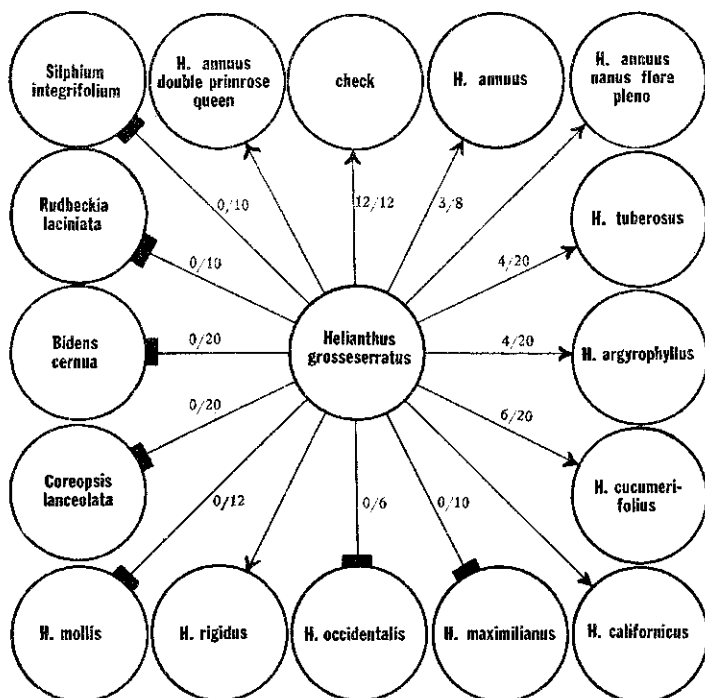 Silphium
integrifolium
H. annuus
double primrose
queen
check
H. annuus
H. annuus
nanus flore
pleno
0/10
12/12
3/8
Rudbeckia
laciniata
0/10
4/20
H. tuberosus
Bidens
cernua
0/20
Helianthus
grosseserratus
4/20
H. argyrophyllus
0/20
6/20
Coreopsis
lanceolata
H. cucumeri-
folius
0/12
0/6
0/10
H. mollis
H. rigidus
H. occidentalis
H. maximilianus
H. californicus